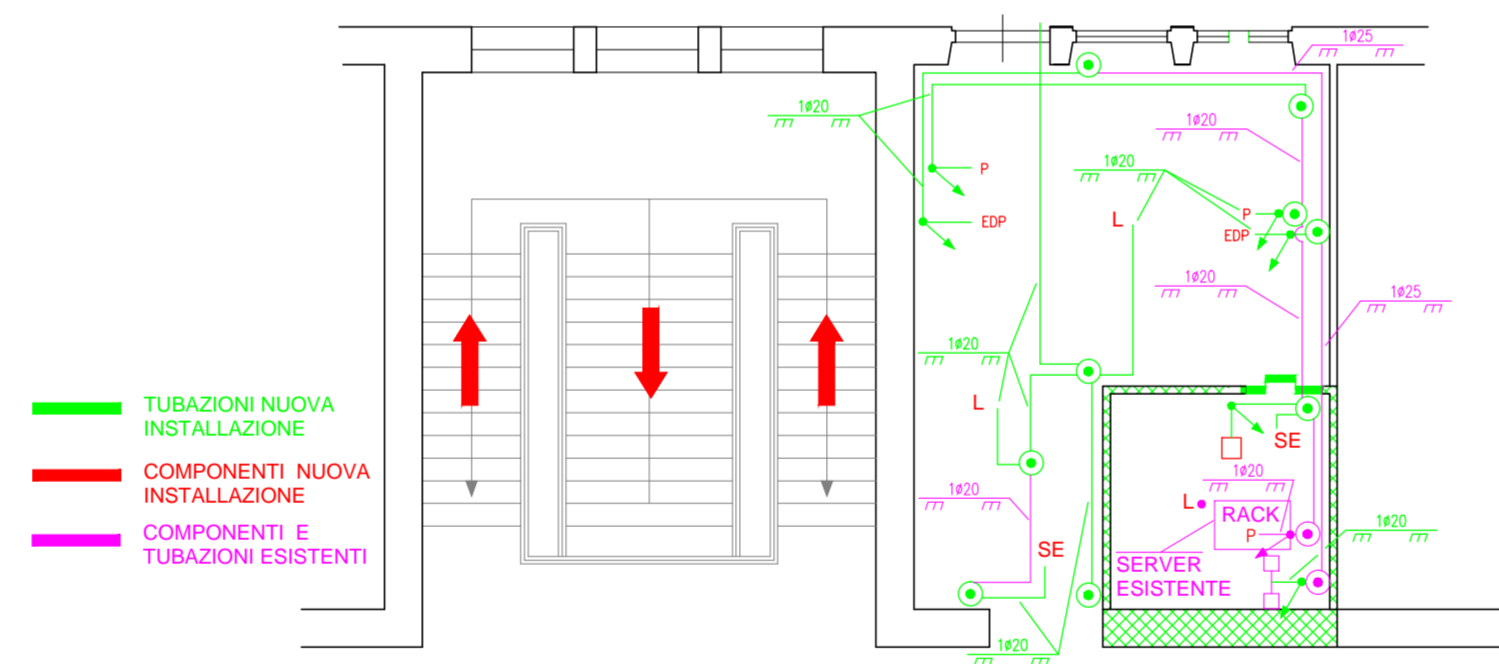 1ø25
1ø20
1ø20
1ø20
P
P
L
EDP
EDP
1ø20
1ø25
1ø20
TUBAZIONI NUOVA
INSTALLAZIONE
L
SE
COMPONENTI NUOVA
INSTALLAZIONE
1ø20
1ø20
L
RACK
COMPONENTI E
TUBAZIONI ESISTENTI
1ø20
P
SE
SERVER
ESISTENTE
1ø20